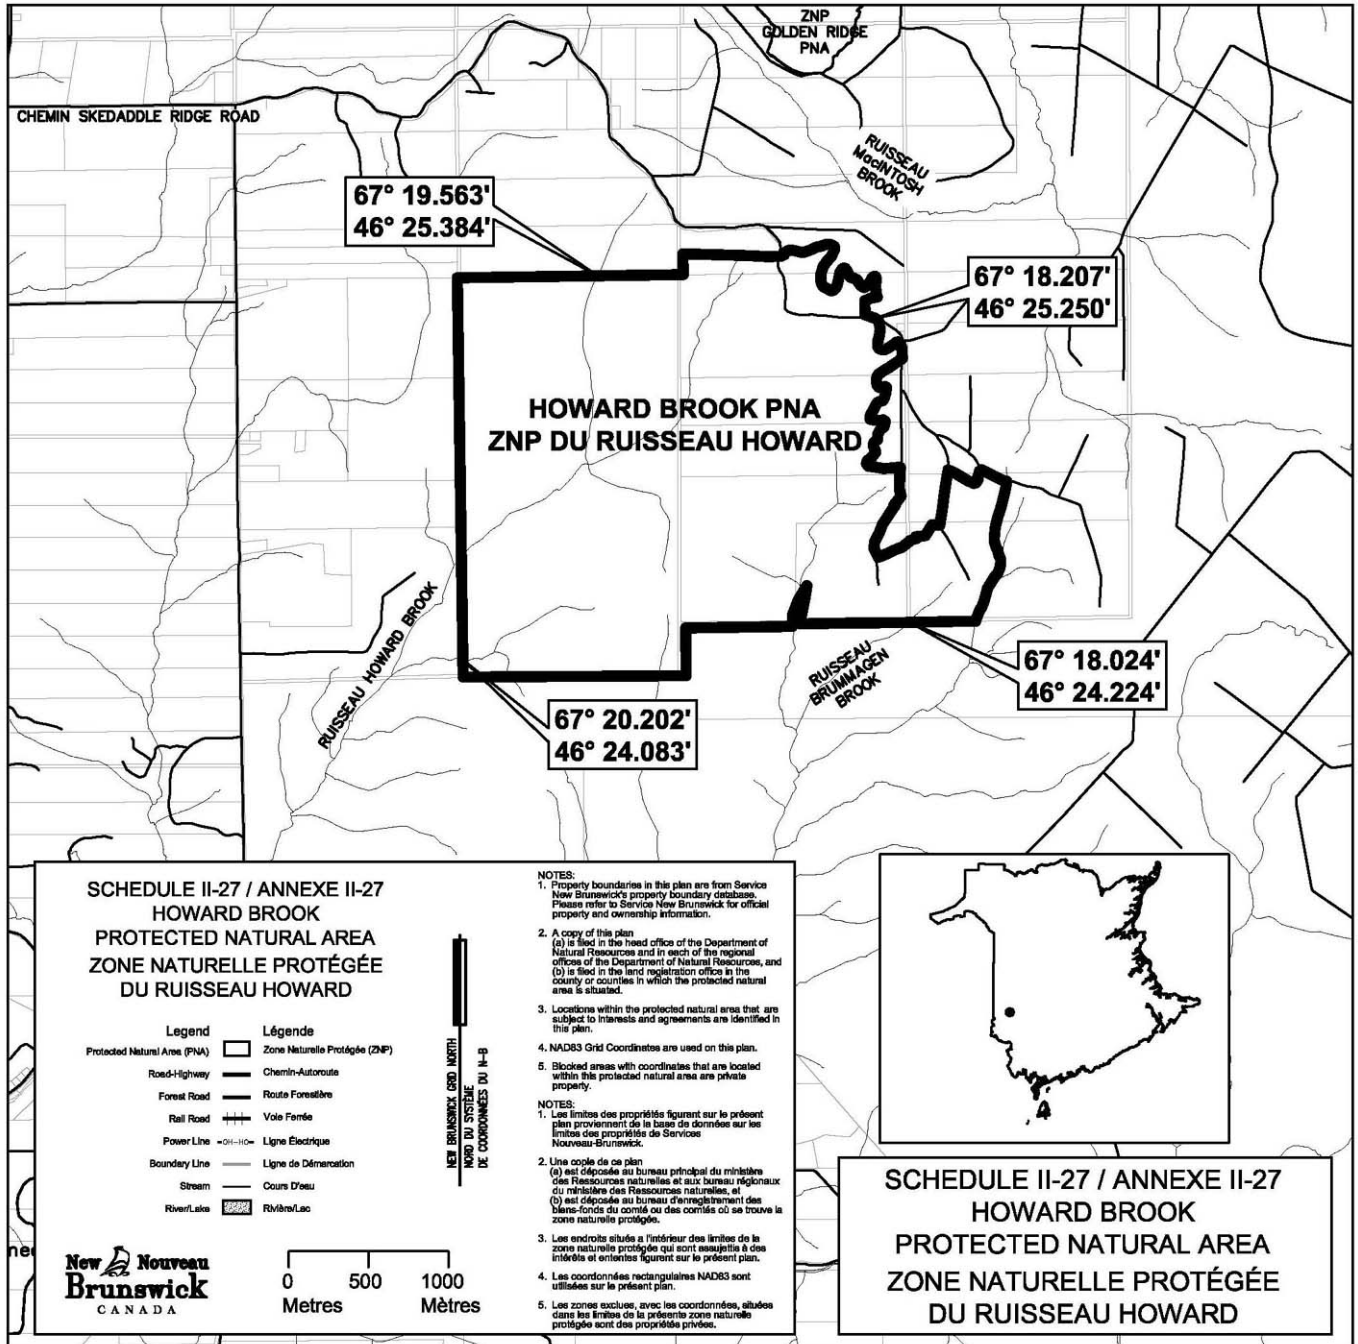 ZNP
GOLDEN RIDGE
PNA
CHEMIN SKEDADDLE RIDGE ROAD
RUISSEAU
MacINTOSH
BROOK
67° 19.563'
46° 25.384'
67° 18.207'
46° 25.250'
HOWARD BROOK PNA
ZNP DU RUISSEAU HOWARD
RUISSEAU HOWARD BROOK
RUISSEAU
BRUMMAGEN
BROOK
67° 18.024'
46° 24.224'
67° 20.202'
46° 24.083'
SCHEDULE II-27 / ANNEXE II-27
HOWARD BROOK
PROTECTED NATURAL AREA
ZONE NATURELLE PROTÉGÉE
DU RUISSEAU HOWARD
Legend Légende
Protected Natural Area (PNA) Zone Naturelle Protégée (ZNP)
Road-Highway Chemin-Autoroute
Forest Road Route Forestière
Rail Road Voie Ferrée
Power Line OH-HO Ligne Électrique
Boundary Line Ligne de Démarcation
Stream Cours D'eau
River/Lake Rivière/Lac
NEW BRUNSWICK GRID NORTH
NORD DU SYSTÈME
DE COORDONNÉES DU N-B
New Nouveau
Brunswick
CANADA
0 500 1000
Metres Mètres
NOTES:
1. Property boundaries in this plan are from Service
New Brunswick's property boundary database.
Please refer to Service New Brunswick for official
property and ownership information.
2. A copy of this plan
(a) is filed in the head office of the Department of
Natural Resources and in each of the regional
offices of the Department of Natural Resources, and
(b) is filed in the land registration office in the
county or counties in which the protected natural
area is situated.
3. Locations within the protected natural area that are
subject to interests and agreements are identified in
this plan.
4. NAD83 Grid Coordinates are used on this plan.
5. Blocked areas with coordinates that are located
within this protected natural area are private
property.
NOTES:
1. Les limites des propriétés figurant sur le présent
plan proviennent de la base de données sur les
limites des propriétés de Services
Nouveau-Brunswick.
2. Une copie de ce plan
(a) est déposée au bureau principal du ministère
des Ressources naturelles et aux bureau régionaux
du ministère des Ressources naturelles, et
(b) est déposée au bureau d'enregistrement des
biens-fonds du comté ou des comtés où se trouve la
zone naturelle protégée.
3. Les endroits situés a l'intérieur des limites de la
zone naturelle protégée qui sont assujettis à des
intérêts et ententes figurent sur le présent plan.
4. Les coordonnées rectangulaires NAD83 sont
utilisées sur le présent plan.
5. Les zones exclues, avec les coordonnées, situées
dans les limites de la présente zone naturelle
protégée sont des propriétés privées.
SCHEDULE II-27 / ANNEXE II-27
HOWARD BROOK
PROTECTED NATURAL AREA
ZONE NATURELLE PROTÉGÉE
DU RUISSEAU HOWARD